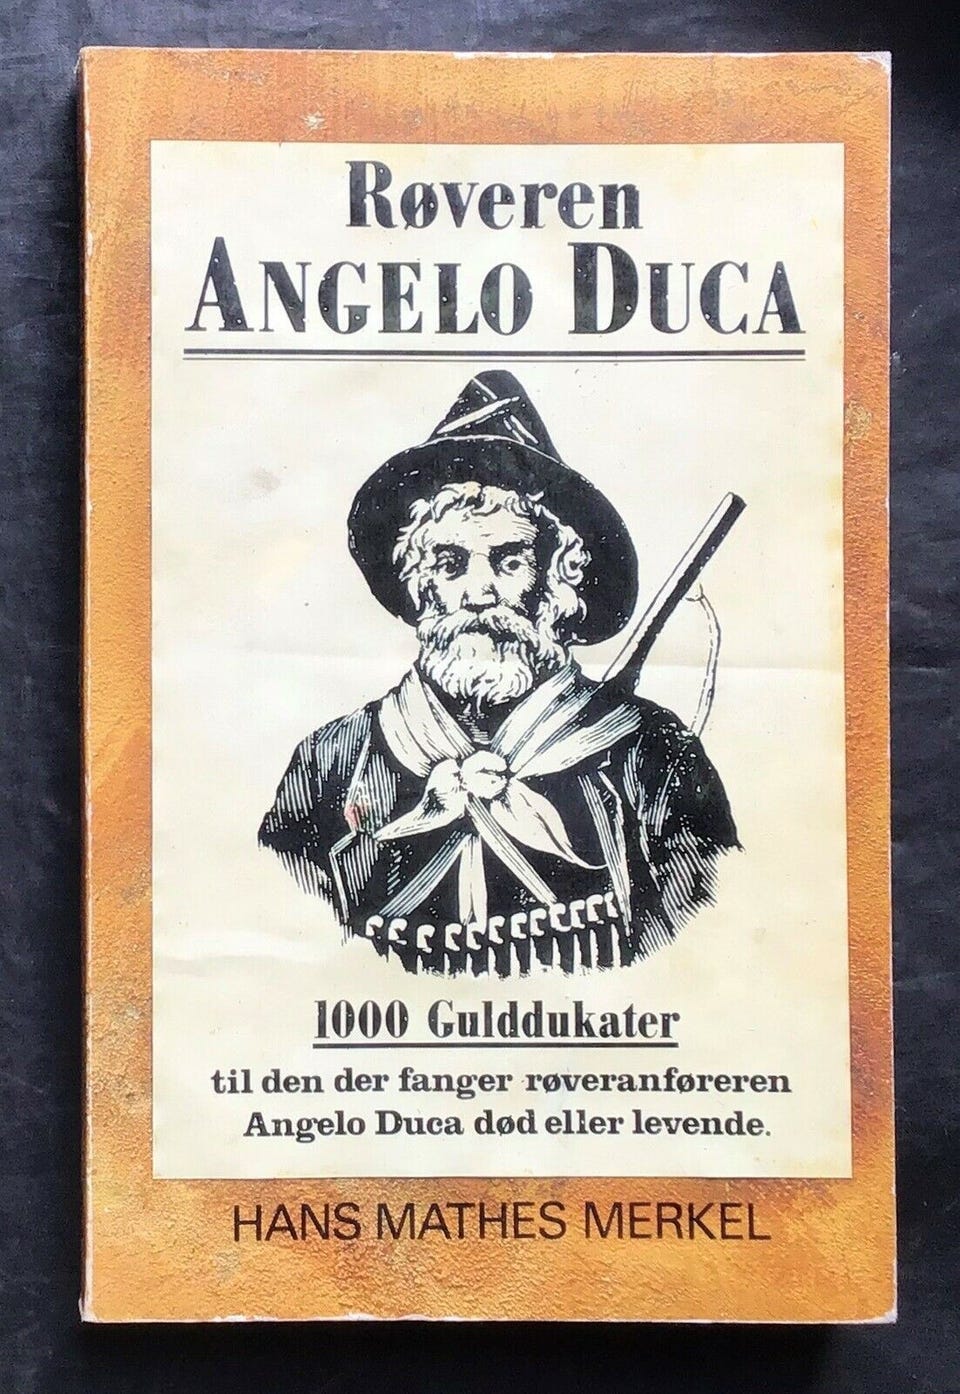 Røveren
ANGELO DUCA
1000 Gulddukater
til den der fanger røveranføreren
Angelo Duca død eller levende.
HANS MATHES MERKEL